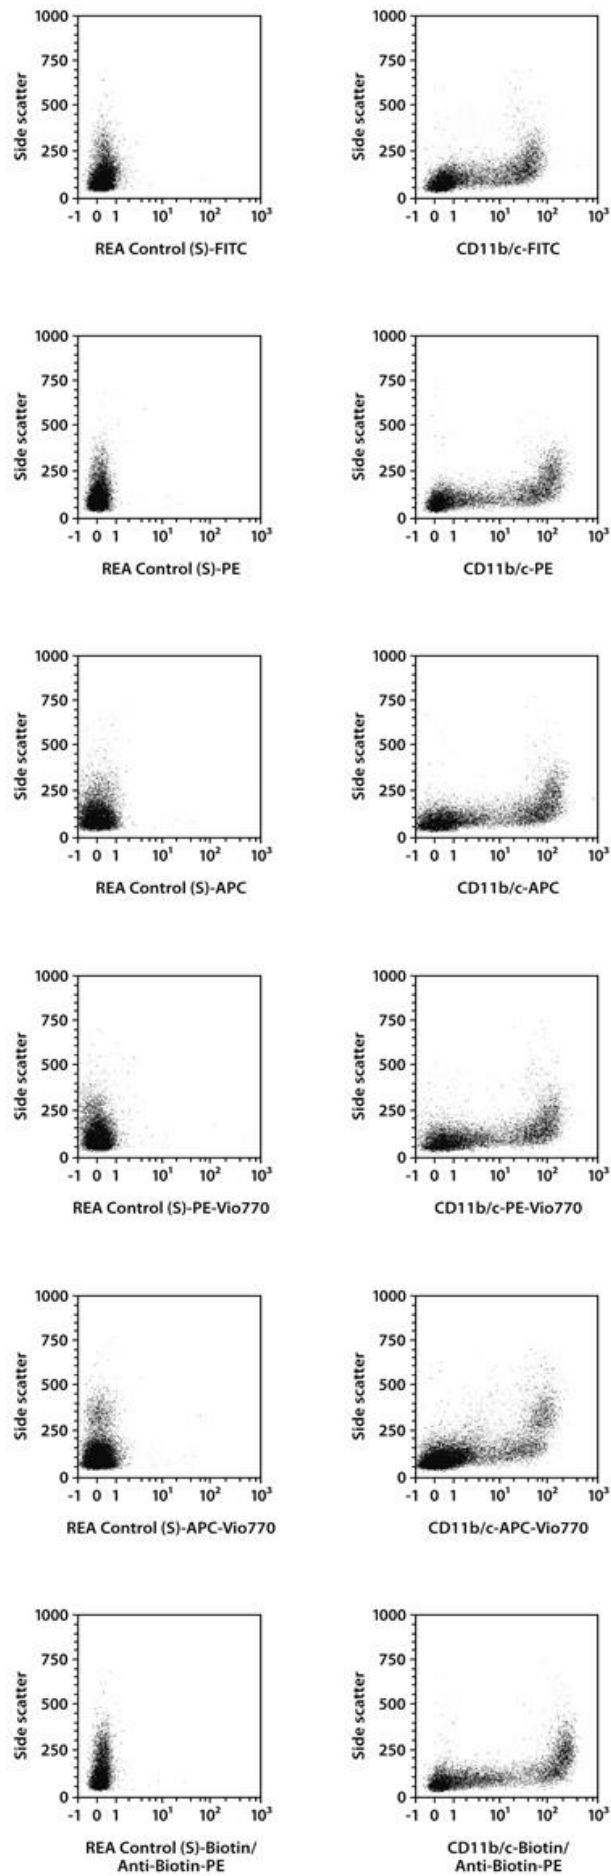 1000
750
500
250
0
Side scatter
-1 0 1 10¹ 10² 10³
REA Control (S)-FITC
1000
750
500
250
0
Side scatter
-1 0 1 10¹ 10² 10³
CD11b/c-FITC
1000
750
500
250
0
Side scatter
-1 0 1 10¹ 10² 10³
REA Control (S)-PE
1000
750
500
250
0
Side scatter
-1 0 1 10¹ 10² 10³
CD11b/c-PE
1000
750
500
250
0
Side scatter
-1 0 1 10¹ 10² 10³
REA Control (S)-APC
1000
750
500
250
0
Side scatter
-1 0 1 10¹ 10² 10³
CD11b/c-APC
1000
750
500
250
0
Side scatter
-1 0 1 10¹ 10² 10³
REA Control (S)-PE-Vio770
1000
750
500
250
0
Side scatter
-1 0 1 10¹ 10² 10³
CD11b/c-PE-Vio770
1000
750
500
250
0
Side scatter
-1 0 1 10¹ 10² 10³
REA Control (S)-APC-Vio770
1000
750
500
250
0
Side scatter
-1 0 1 10¹ 10² 10³
CD11b/c-APC-Vio770
1000
750
500
250
0
Side scatter
-1 0 1 10¹ 10² 10³
REA Control (S)-Biotin/
Anti-Biotin-PE
1000
750
500
250
0
Side scatter
-1 0 1 10¹ 10² 10³
CD11b/c-Biotin/
Anti-Biotin-PE